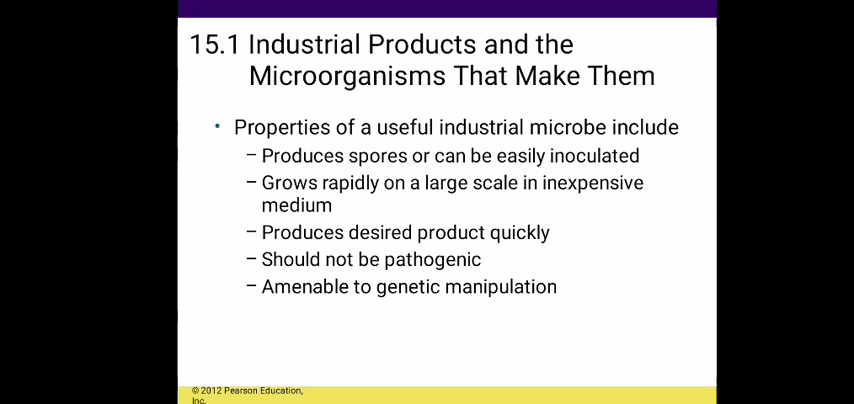 15.1 Industrial Products and the
Microorganisms That Make Them
• Properties of a useful industrial microbe include
– Produces spores or can be easily inoculated
– Grows rapidly on a large scale in inexpensive
medium
– Produces desired product quickly
– Should not be pathogenic
– Amenable to genetic manipulation
© 2012 Pearson Education,
Inc.